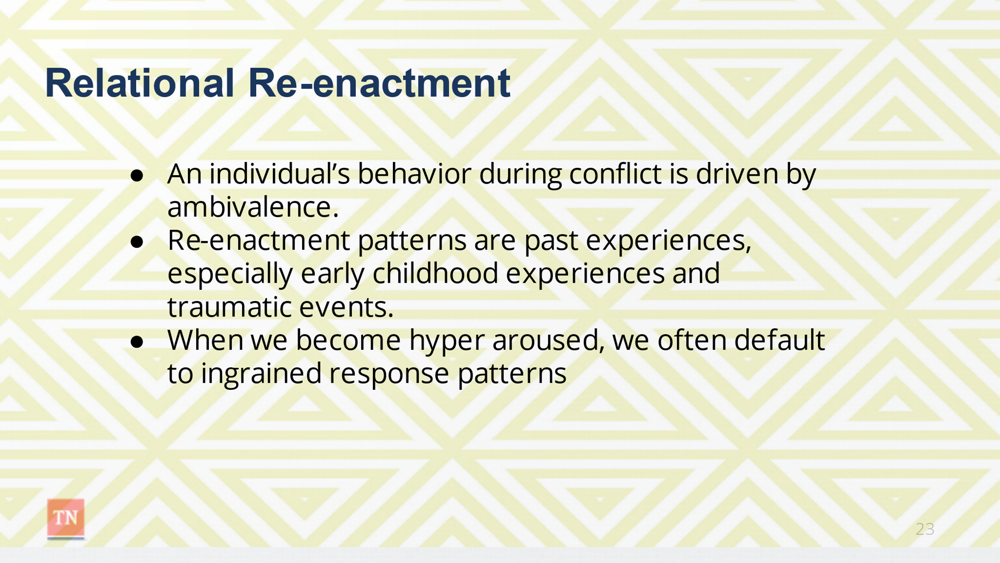 Relational Re-enactment
● An individual’s behavior during conflict is driven by
ambivalence.
● Re-enactment patterns are past experiences,
especially early childhood experiences and
traumatic events.
● When we become hyper aroused, we often default
to ingrained response patterns
TN
23